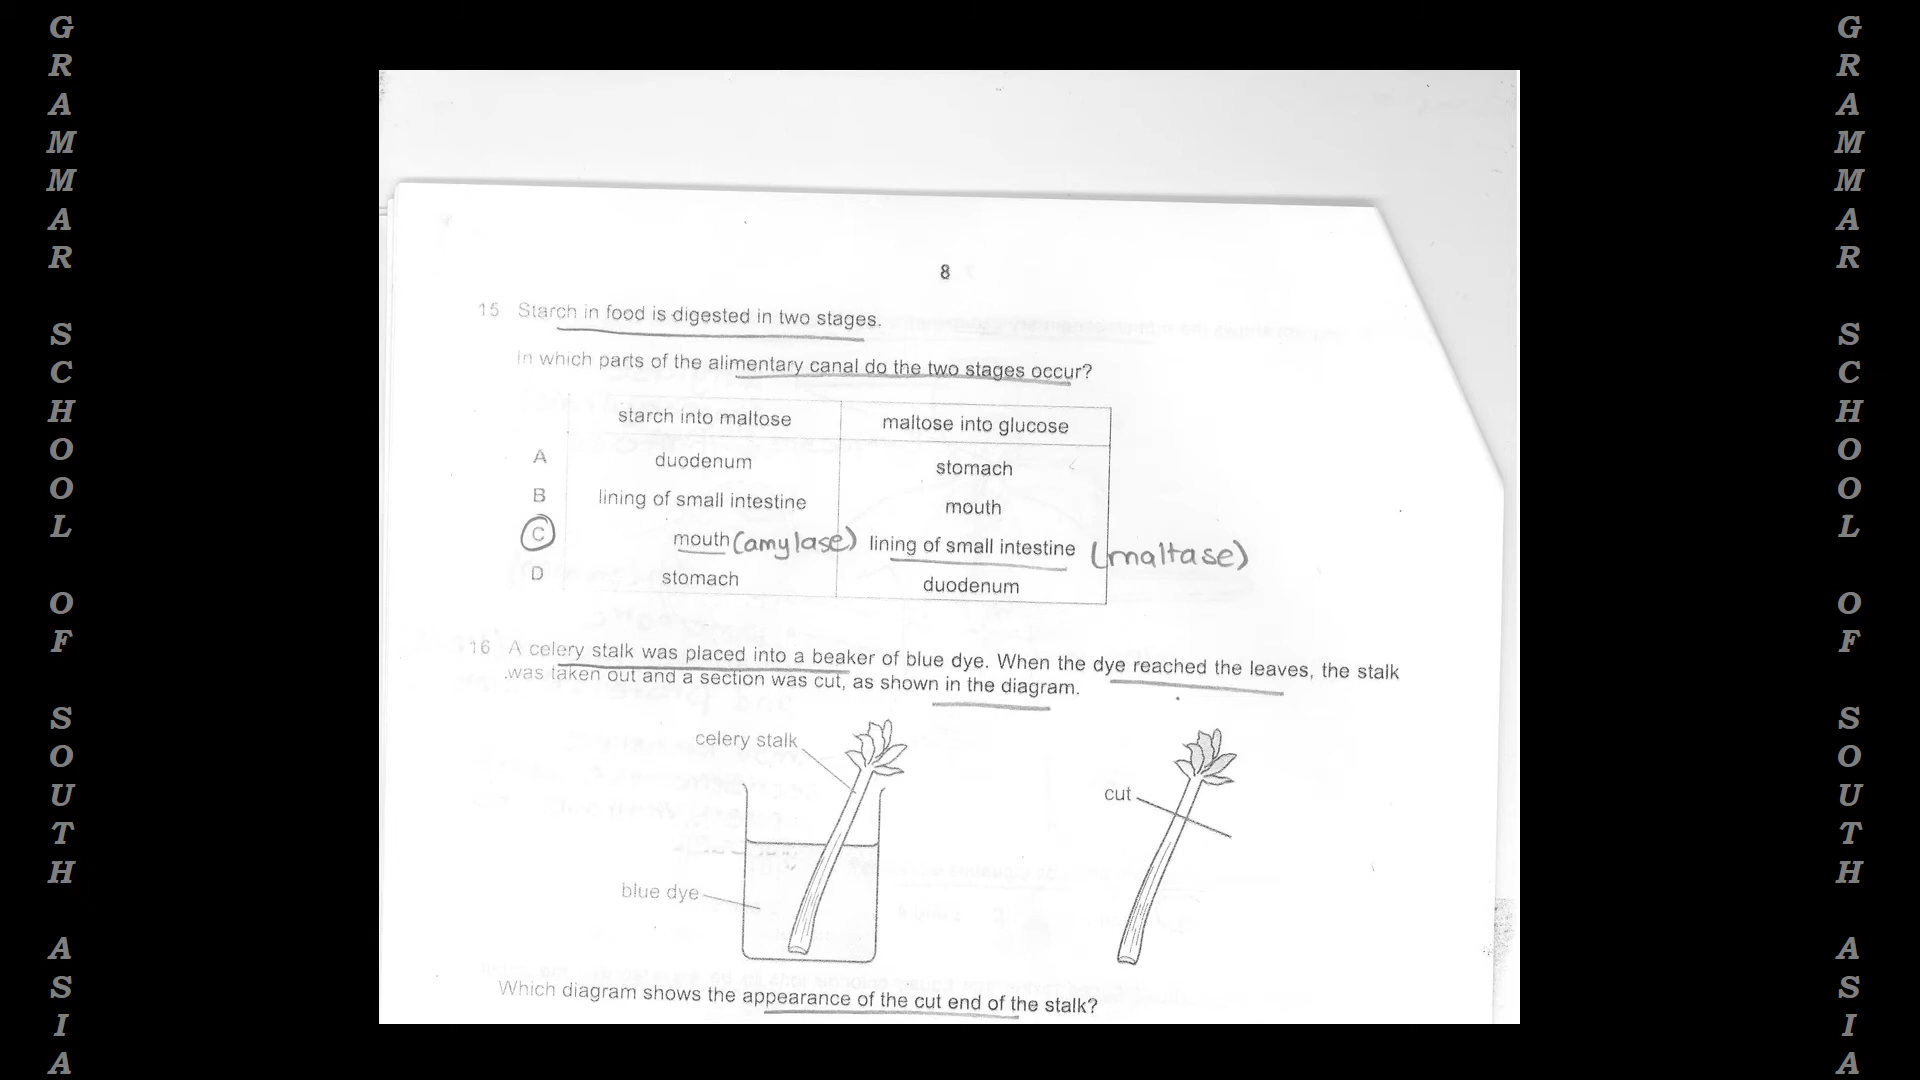 GRAMMAR SCHOOL OF SOUTH ASIA
8
15 Starch in food is digested in two stages.
In which parts of the alimentary canal do the two stages occur?
starch into maltose maltose into glucose
A duodenum stomach
B lining of small intestine mouth
C mouth (amylase) lining of small intestine (maltase)
D stomach duodenum
16 A celery stalk was placed into a beaker of blue dye. When the dye reached the leaves, the stalk
was taken out and a section was cut, as shown in the diagram.
celery stalk
cut
blue dye
Which diagram shows the appearance of the cut end of the stalk?
GRAMMAR SCHOOL OF SOUTH ASIA